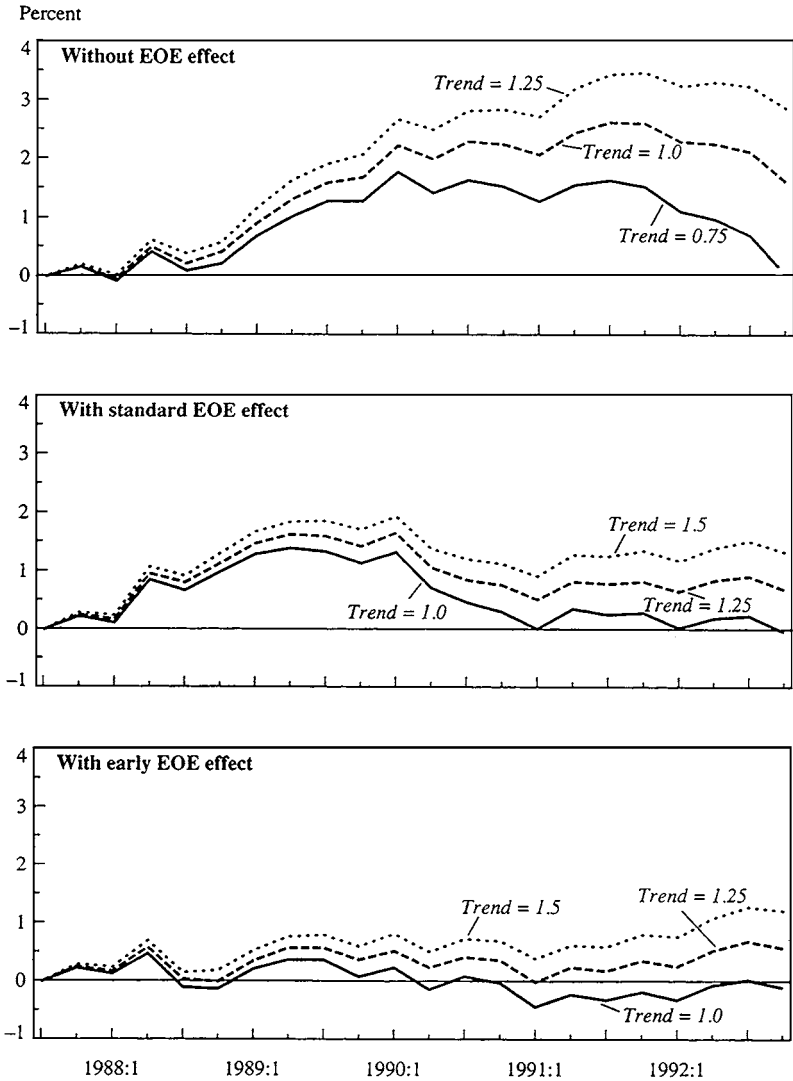 Percent
4
Without EOE effect
Trend = 1.25
3
Trend = 1.0
2
1
Trend = 0.75
0
–1
4
With standard EOE effect
3
2
Trend = 1.5
1
Trend = 1.0
Trend = 1.25
0
–1
4
With early EOE effect
3
2
Trend = 1.25
Trend = 1.5
1
0
Trend = 1.0
–1
1988:1 1989:1 1990:1 1991:1 1992:1